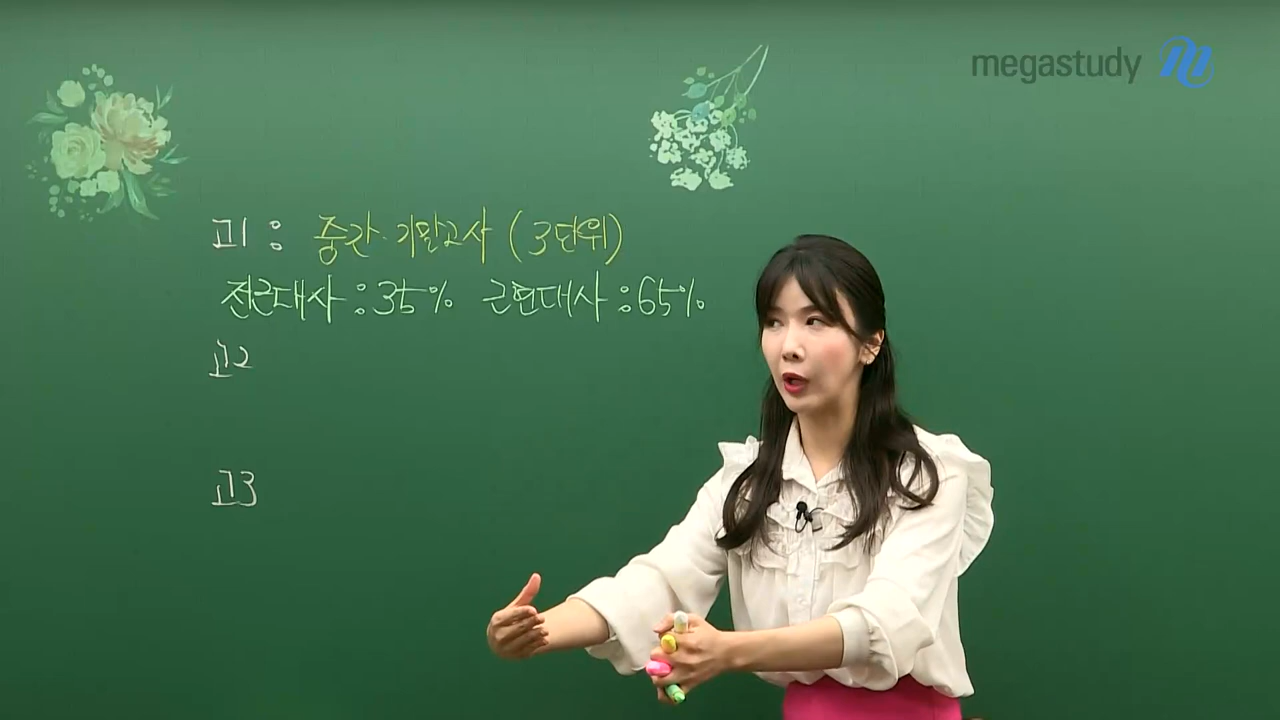 megastudy
고1 : 중간·기말고사 (3단위)
전근대사 : 35% 근현대사 : 65%
고2
고3